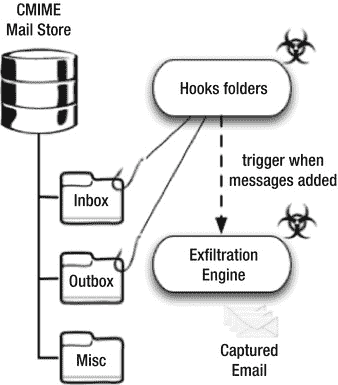 CMIME
Mail Store
Hooks folders
trigger when
messages added
Inbox
Outbox
Exfiltration
Engine
Misc
Captured
Email